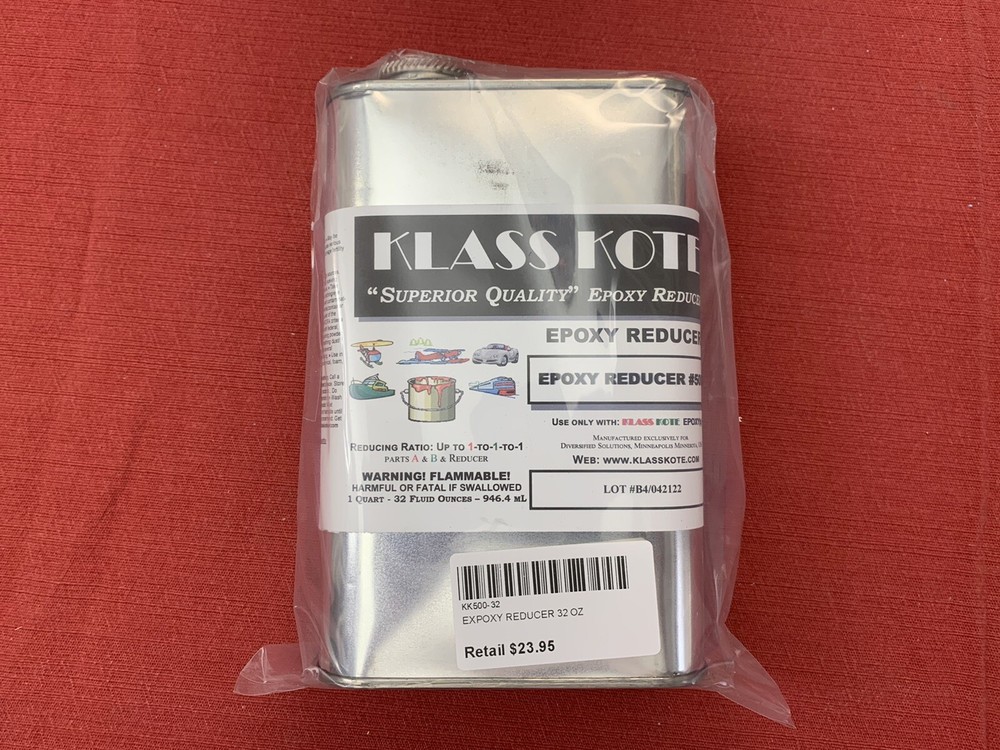 KLASS KOTE
"SUPERIOR QUALITY" EPOXY REDUCE
EPOXY REDUCER
EPOXY REDUCER #50
USE ONLY WITH: KLASS KOTE EPOXY
MANUFACTURED EXCLUSIVELY FOR
DIVERSIFIED SOLUTIONS, MINNEAPOLIS MINNESOTA, U
WEB: WWW.KLASSKOTE.COM
LOT #B4/042122
REDUCING RATIO: UP TO 1-TO-1-TO-1
PARTS A & B & REDUCER
WARNING! FLAMMABLE!
HARMFUL OR FATAL IF SWALLOWED
1 QUART - 32 FLUID OUNCES – 946.4 mL
KK500-32
EXPOXY REDUCER 32 OZ
Retail $23.95